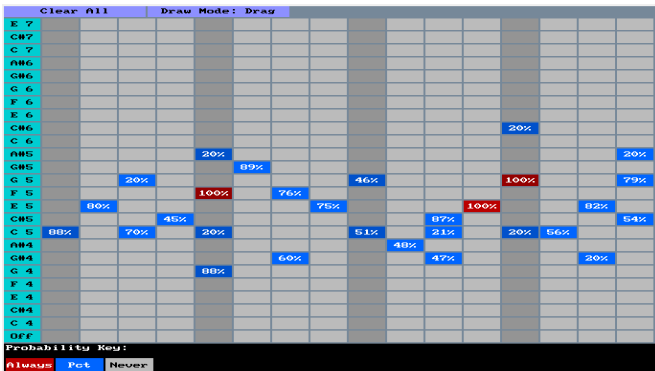 Clear All Draw Mode: Drag
E 7
C#7
C 7
A#6
G#6
G 6
F 6
E 6
C#6 20%
C 6
A#5 20% 20%
G#5 89%
G 5 20% 46% 100% 79%
F 5 100% 76%
E 5 80% 75% 100% 82%
C#5 45% 87% 54%
C 5 88% 70% 20% 51% 21% 20% 56%
A#4 48%
G#4 60% 47% 20%
G 4 88%
F 4
E 4
C#4
C 4
Off
Probability Key:
Always Pct Never